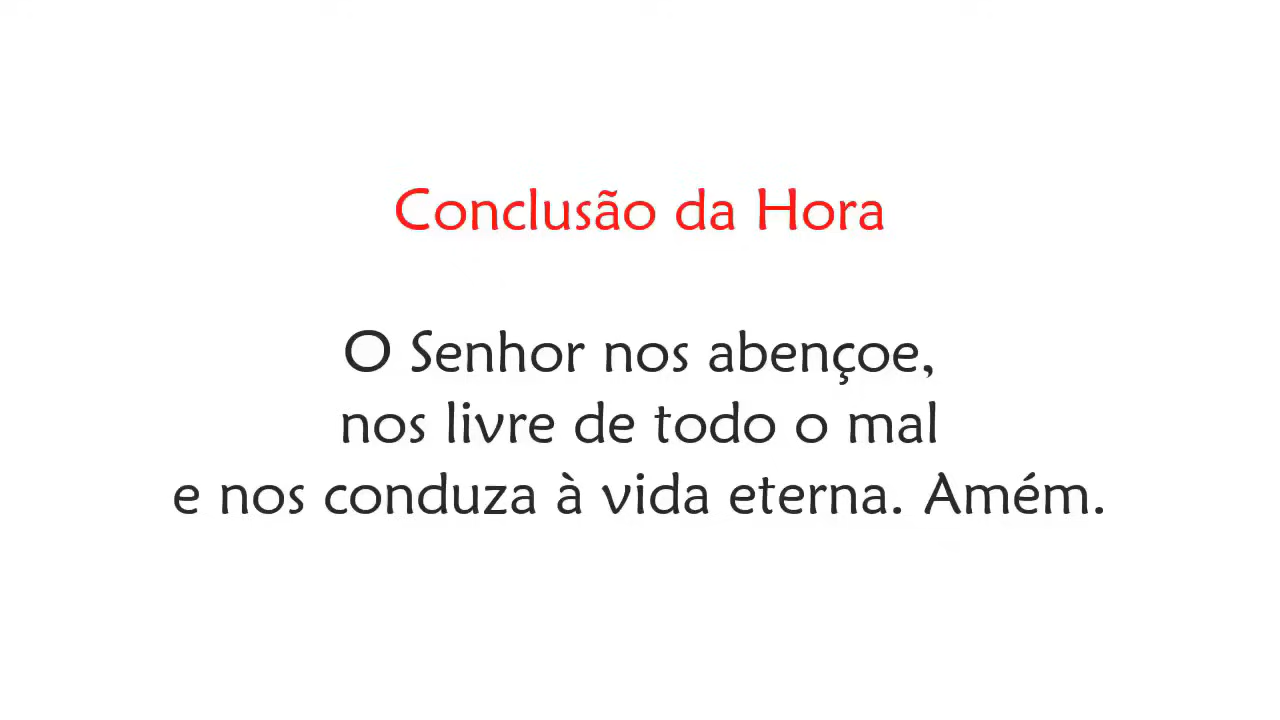 Conclusão da Hora
O Senhor nos abençoe,
nos livre de todo o mal
e nos conduza à vida eterna. Amém.